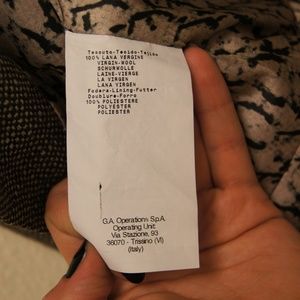 Tessuto-Tejido-Tejido
100% LANA VERGINE
VIRGIN-WOOL
SCHURWOLLE
LAINE-VIERGE
LA VIRGEN
LANA VIRGEN
Fodera-Lining-Futter
Doublure-Forro
100% POLIESTERE
POLYESTER
POLIESTER
G.A. Operations S.p.A.
Operating Unit:
Via Stazione, 93
36070 - Trissino (VI)
(Italy)